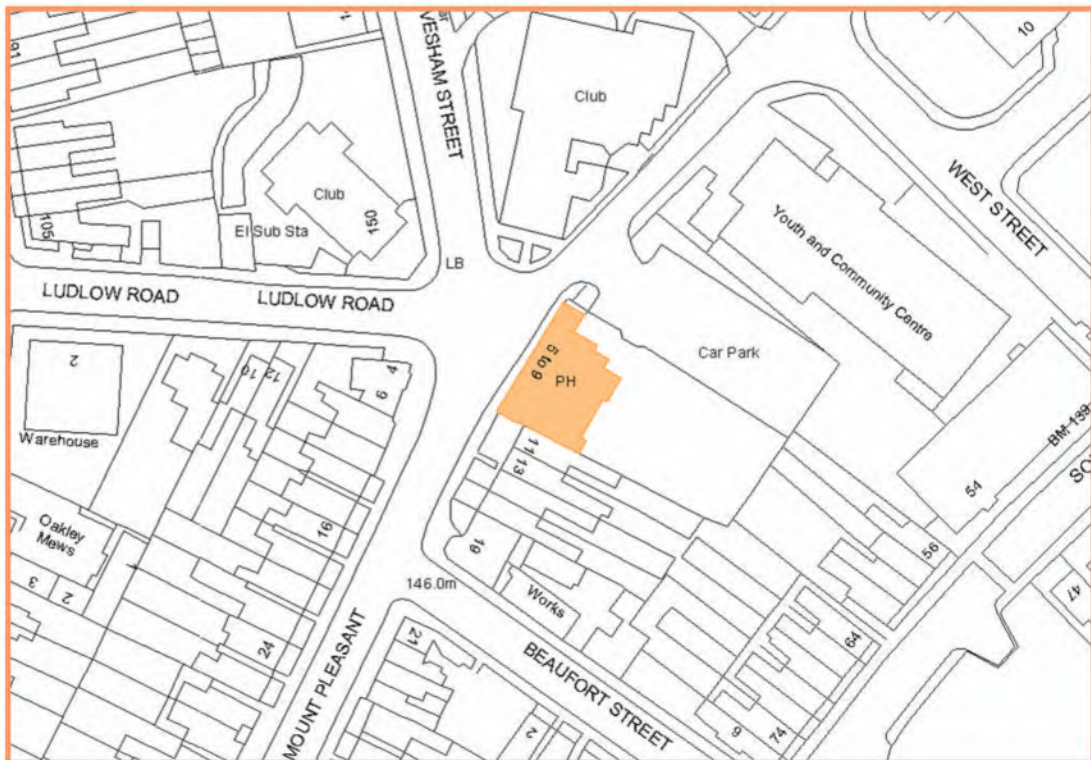 91
VESHAM STREET
Club
10
WEST STREET
Club
150
El Sub Sta
105
Youth and Community Centre
LB
LUDLOW ROAD
LUDLOW ROAD
Car Park
5 to 9
PH
2
12 10
4
6
Warehouse
BM 138
11 13
54
SO
16
Oakley
Mews
19
56
3
2
146.0m
Works
47
24
21
64
MOUNT PLEASANT
BEAUFORT STREET
2
9
74